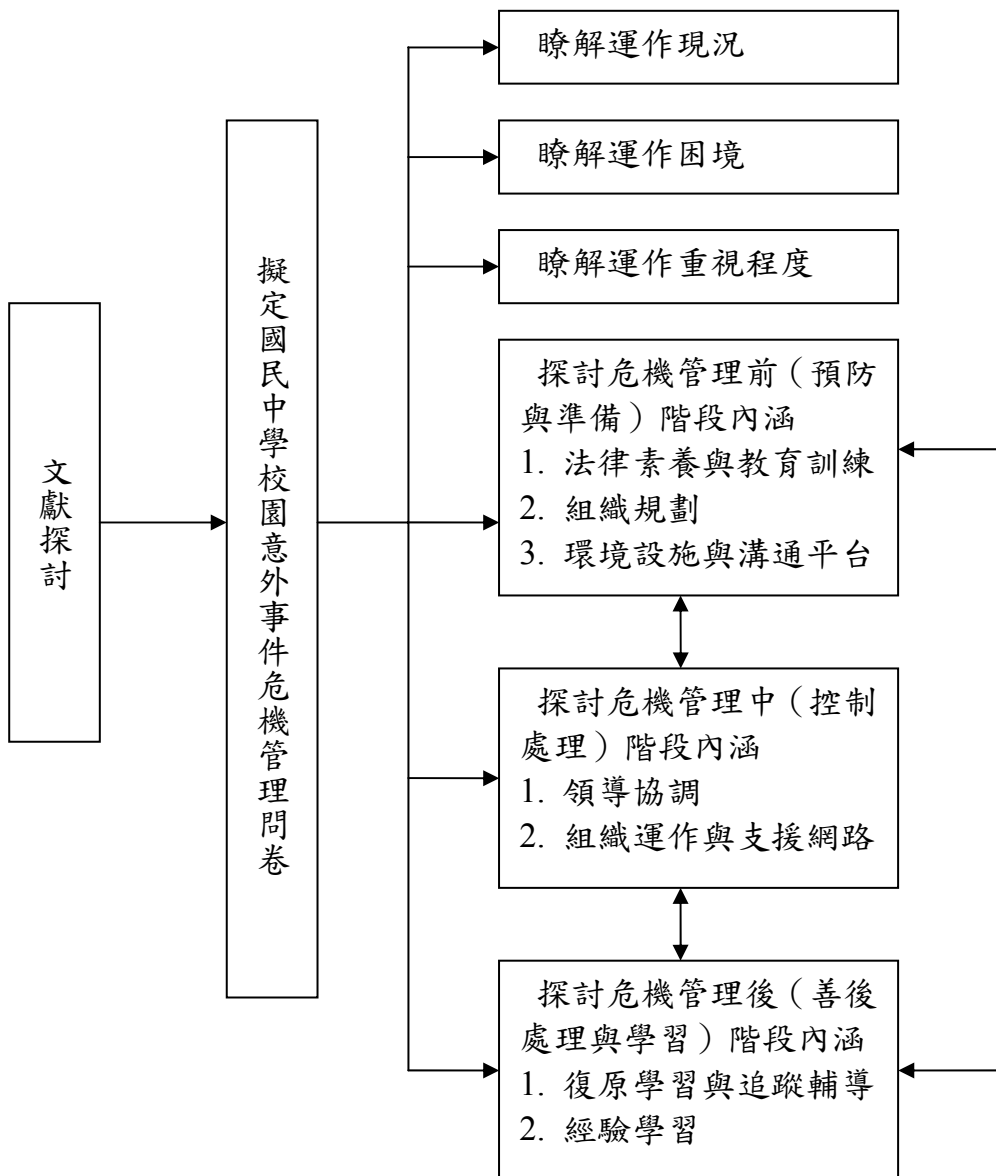 文獻探討
擬定國民中學校園意外事件危機管理問卷
瞭解運作現況
瞭解運作困境
瞭解運作重視程度
探討危機管理前（預防
與準備）階段內涵
1. 法律素養與教育訓練
2. 組織規劃
3. 環境設施與溝通平台
探討危機管理中（控制
處理）階段內涵
1. 領導協調
2. 組織運作與支援網路
探討危機管理後（善後
處理與學習）階段內涵
1. 復原學習與追蹤輔導
2. 經驗學習